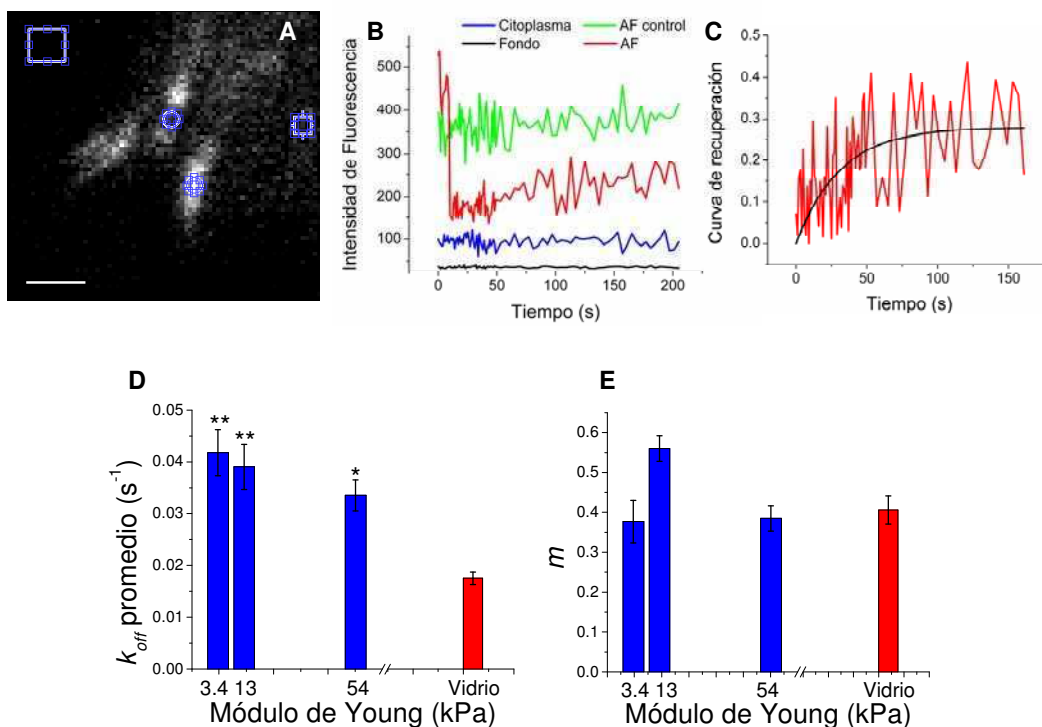 A
B
Citoplasma
AF control
Fondo
AF
500
400
300
200
100
0 50 100 150 200
Intensidad de Fluorescencia
Tiempo (s)
C
0.4
0.3
0.2
0.1
0.0
0 50 100 150
Curva de recuperación
Tiempo (s)
D
0.05
0.04
0.03
0.02
0.01
0.00
** ** *
3.4 13 54 Vidrio
k_off promedio (s⁻¹)
Módulo de Young (kPa)
E
0.6
0.5
0.4
0.3
0.2
0.1
0.0
3.4 13 54 Vidrio
m
Módulo de Young (kPa)